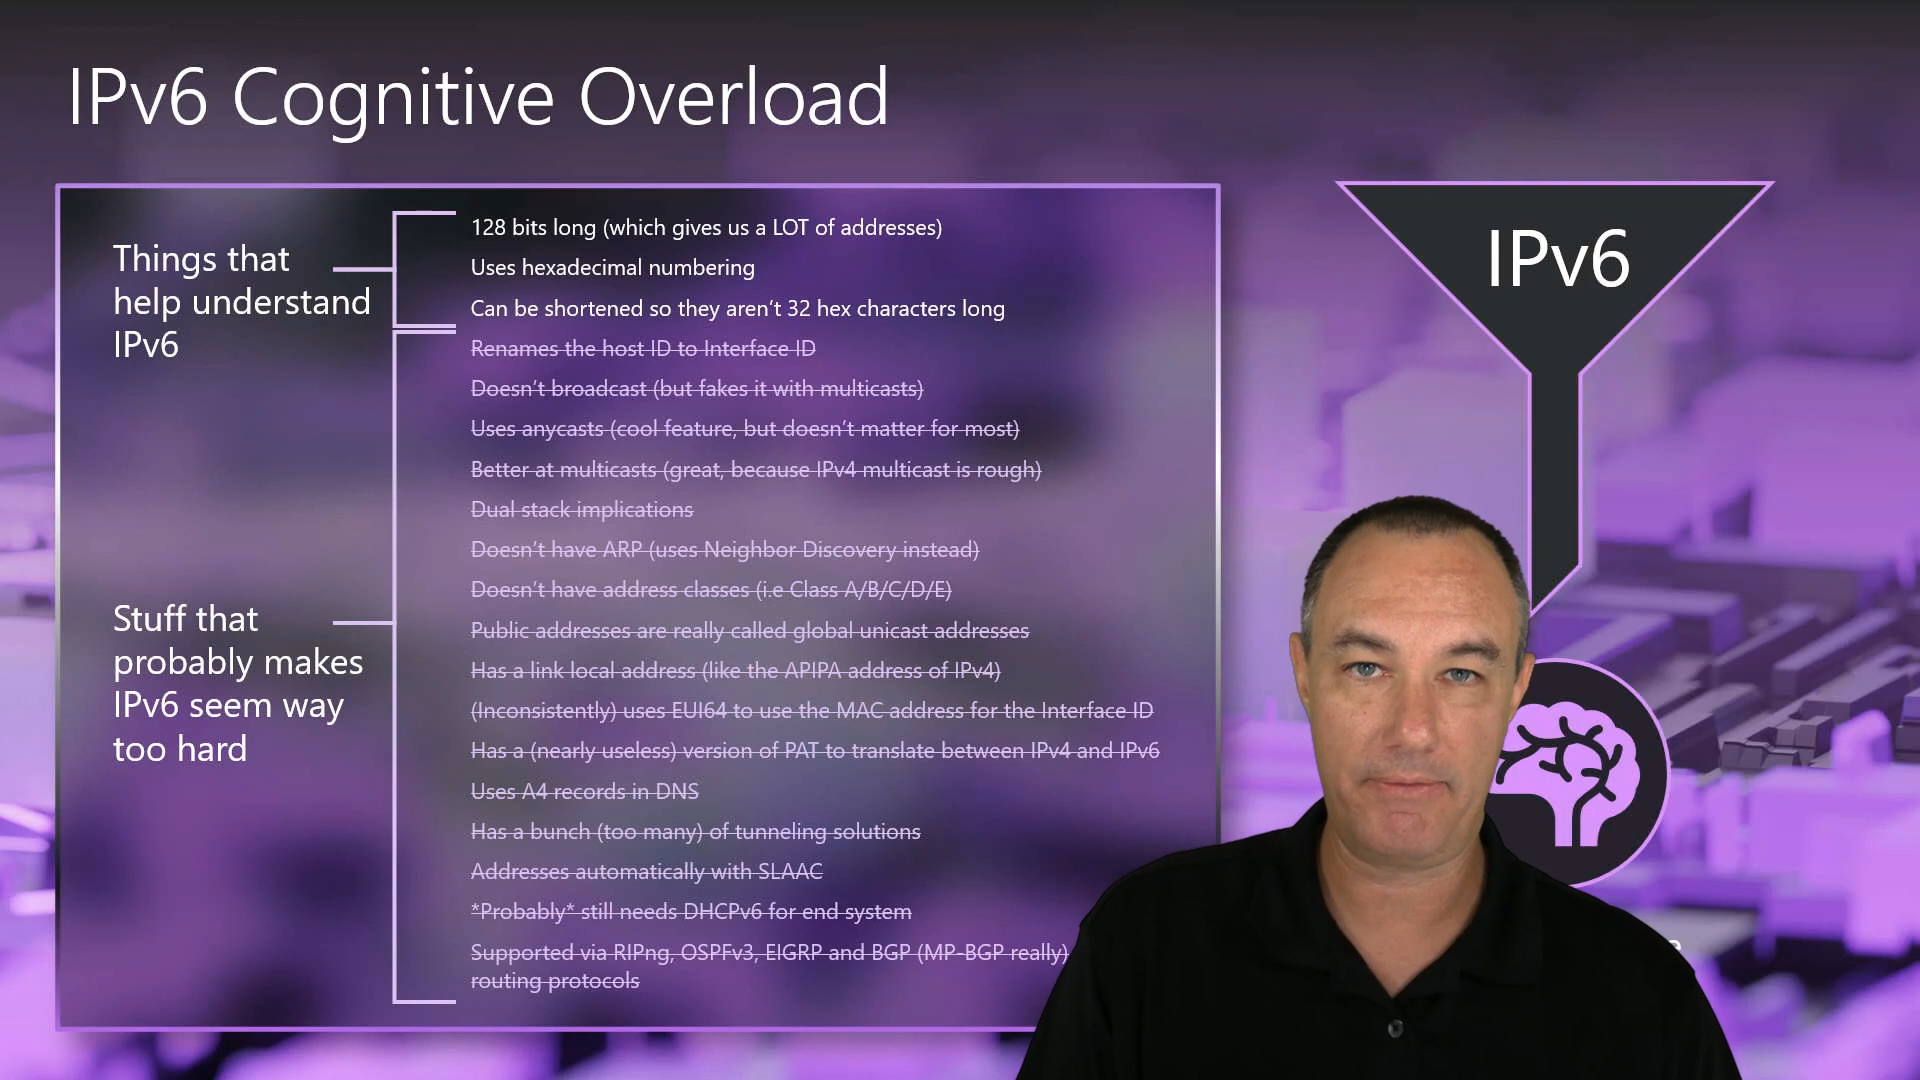 IPv6 Cognitive Overload
Things that
help understand
IPv6
128 bits long (which gives us a LOT of addresses)
Uses hexadecimal numbering
Can be shortened so they aren't 32 hex characters long
Stuff that
probably makes
IPv6 seem way
too hard
Renames the host ID to Interface ID
Doesn't broadcast (but fakes it with multicasts)
Uses anycasts (cool feature, but doesn't matter for most)
Better at multicasts (great, because IPv4 multicast is rough)
Dual stack implications
Doesn't have ARP (uses Neighbor Discovery instead)
Doesn't have address classes (i.e Class A/B/C/D/E)
Public addresses are really called global unicast addresses
Has a link local address (like the APIPA address of IPv4)
(Inconsistently) uses EUI64 to use the MAC address for the Interface ID
Has a (nearly useless) version of PAT to translate between IPv4 and IPv6
Uses A4 records in DNS
Has a bunch (too many) of tunneling solutions
Addresses automatically with SLAAC
*Probably* still needs DHCPv6 for end system
Supported via RIPng, OSPFv3, EIGRP and BGP (MP-BGP really)
routing protocols
IPv6